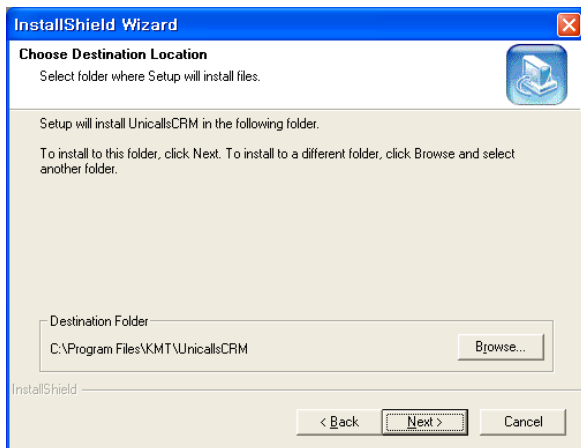 InstallShield Wizard
Choose Destination Location
Select folder where Setup will install files.
Setup will install UnicallsCRM in the following folder.
To install to this folder, click Next. To install to a different folder, click Browse and select
another folder.
Destination Folder
C:\Program Files\KMT\UnicallsCRM
Browse...
InstallShield
< Back
Next >
Cancel